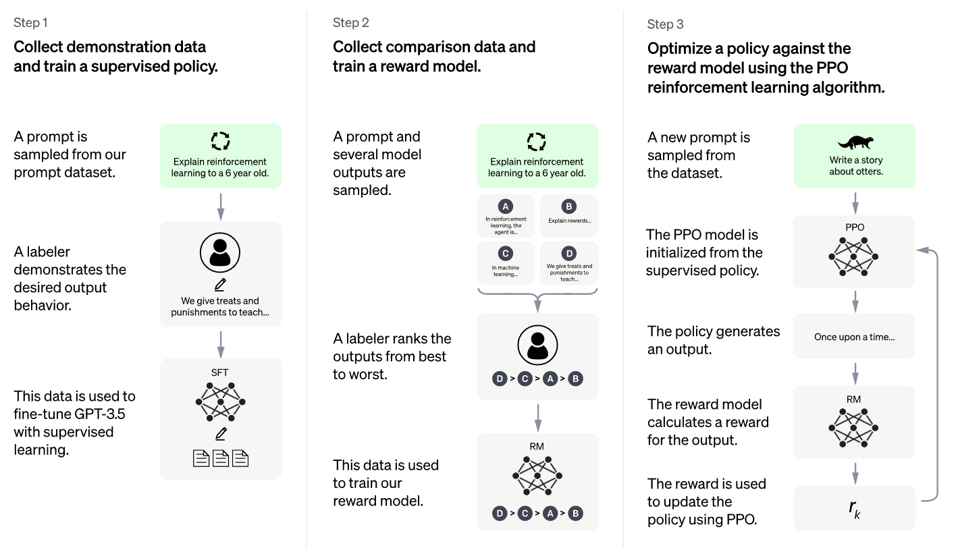 Step 1
Collect demonstration data
and train a supervised policy.
A prompt is
sampled from our
prompt dataset.
Explain reinforcement
learning to a 6 year old.
A labeler
demonstrates the
desired output
behavior.
We give treats and
punishments to teach...
This data is used to
fine-tune GPT-3.5
with supervised
learning.
SFT
Step 2
Collect comparison data and
train a reward model.
A prompt and
several model
outputs are
sampled.
Explain reinforcement
learning to a 6 year old.
A
In reinforcement
learning, the
agent is...
B
Explain rewards...
C
In machine
learning...
D
We give treats and
punishments to
teach...
A labeler ranks the
outputs from best
to worst.
D > C > A > B
This data is used
to train our
reward model.
RM
D > C > A > B
Step 3
Optimize a policy against the
reward model using the PPO
reinforcement learning algorithm.
A new prompt is
sampled from
the dataset.
Write a story
about otters.
The PPO model is
initialized from the
supervised policy.
PPO
The policy generates
an output.
Once upon a time...
The reward model
calculates a reward
for the output.
RM
The reward is used
to update the
policy using PPO.
rk